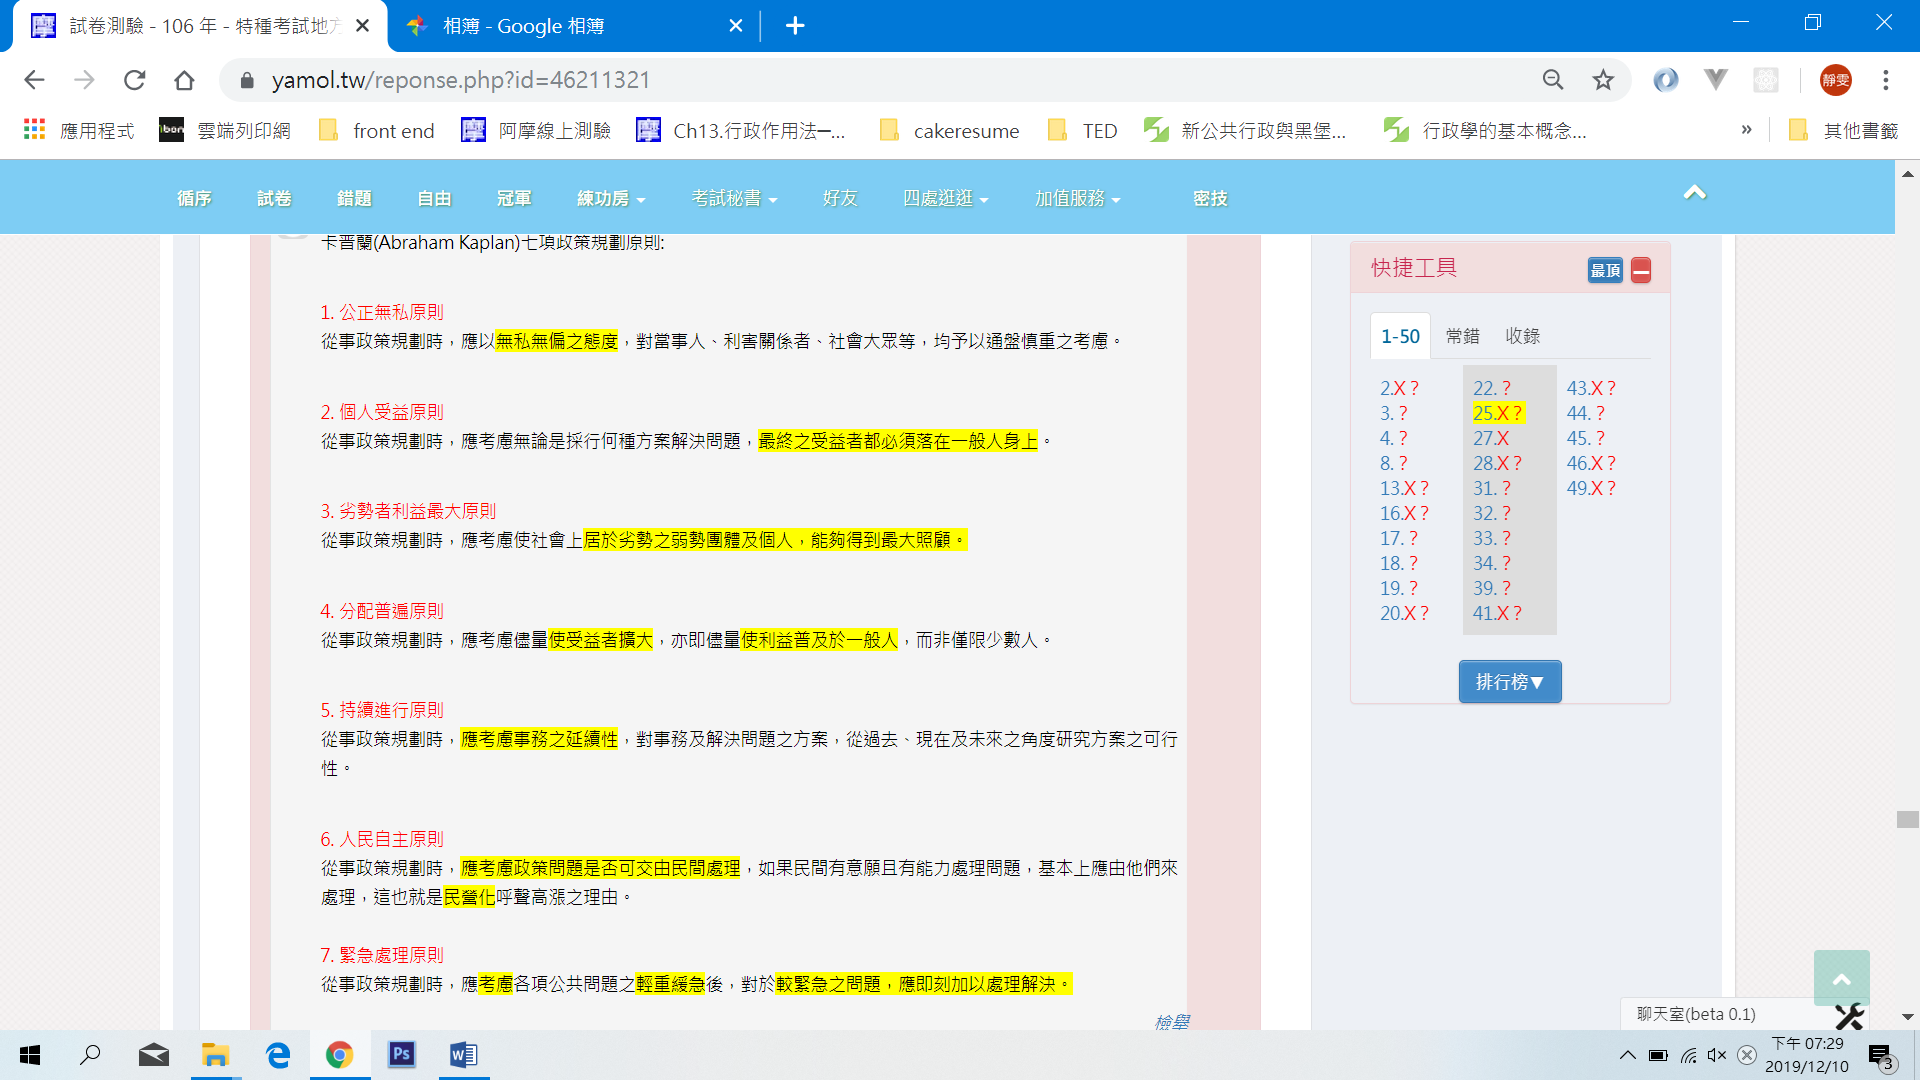 試卷測驗 - 106 年 - 特種考試地方
相簿 - Google 相簿
yamol.tw/reponse.php?id=46211321
靜雯
應用程式
ibon
雲端列印網
front end
阿摩線上測驗
Ch13.行政作用法—...
cakeresume
TED
新公共行政與黑堡...
行政學的基本概念...
»
其他書籤
循序 試卷 錯題 自由 冠軍 練功房 考試秘書 好友 四處逛逛 加值服務 密技
卡普蘭(Abraham Kaplan)七項政策規劃原則:
1. 公正無私原則
從事政策規劃時，應以無私無偏之態度，對當事人、利害關係者、社會大眾等，均予以通盤慎重之考慮。
2. 個人受益原則
從事政策規劃時，應考慮無論是採行何種方案解決問題，最終之受益者都必須落在一般人身上。
3. 劣勢者利益最大原則
從事政策規劃時，應考慮使社會上居於劣勢之弱勢團體及個人，能夠得到最大照顧。
4. 分配普遍原則
從事政策規劃時，應考慮儘量使受益者擴大，亦即儘量使利益普及於一般人，而非僅限少數人。
5. 持續進行原則
從事政策規劃時，應考慮事務之延續性，對事務及解決問題之方案，從過去、現在及未來之角度研究方案之可行
性。
6. 人民自主原則
從事政策規劃時，應考慮政策問題是否可交由民間處理，如果民間有意願且有能力處理問題，基本上應由他們來
處理，這也就是民營化呼聲高漲之理由。
7. 緊急處理原則
從事政策規劃時，應考慮各項公共問題之輕重緩急後，對於較緊急之問題，應即刻加以處理解決。
檢舉
快捷工具
最頂
1-50 常錯 收錄
2.X ? 22. ? 43.X ?
3. ? 25.X ? 44. ?
4. ? 27.X 45. ?
8. ? 28.X ? 46.X ?
13.X ? 31. ? 49.X ?
16.X ? 32. ?
17. ? 33. ?
18. ? 34. ?
19. ? 39. ?
20.X ? 41.X ?
排行榜▼
聊天室(beta 0.1)
Ps
下午 07:29
2019/12/10
3